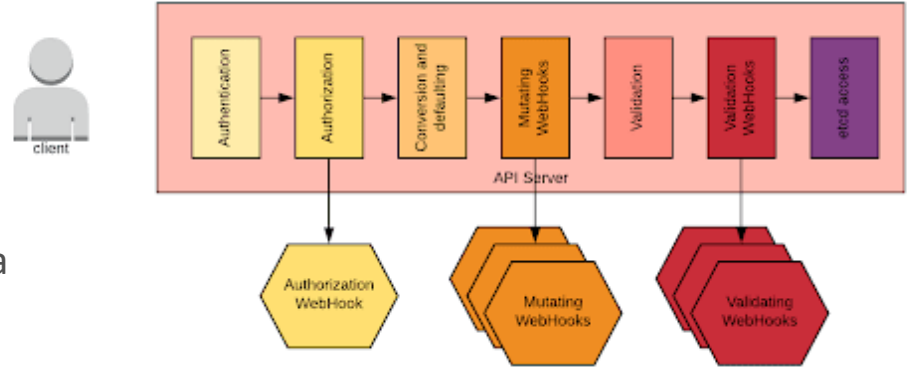 client
Authentication
Authorization
Conversion and
defaulting
Mutating
WebHooks
Validation
Validation
WebHooks
etcd access
API Server
a
Authorization
WebHook
Mutating
WebHooks
Validating
WebHooks